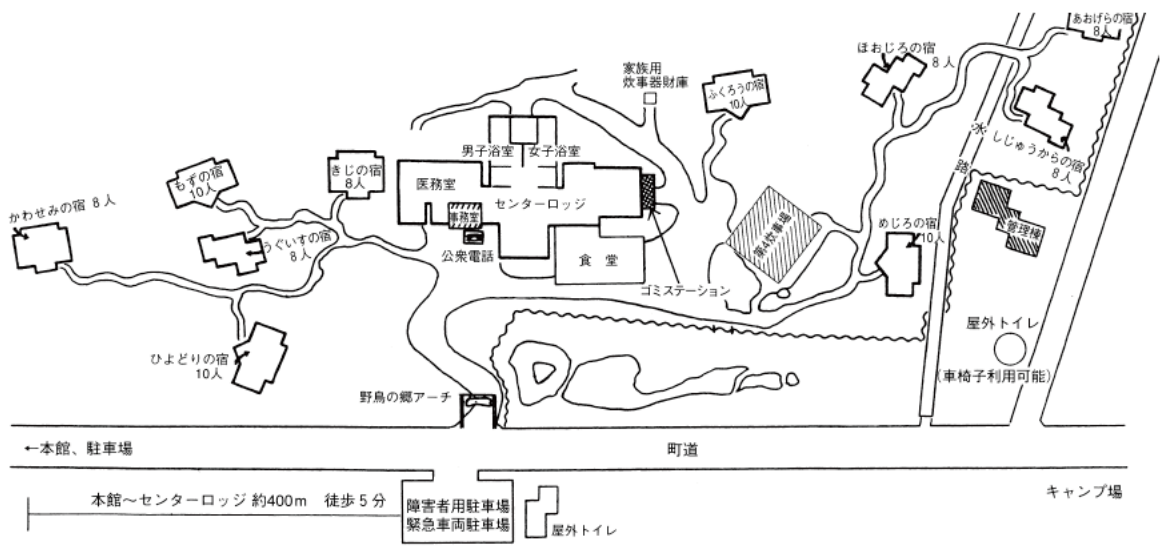 あおげらの宿
8人
ほおじろの宿
8人
家族用
炊事器財庫
ふくろうの宿
10人
水路
しじゅうからの宿
8人
男子浴室
女子浴室
きじの宿
8人
もずの宿
10人
医務室
センターロッジ
かわせみの宿 8人
事務室
第4炊事場
めじろの宿
10人
管理棟
うぐいすの宿
8人
公衆電話
食堂
ゴミステーション
屋外トイレ
(車椅子利用可能)
ひよどりの宿
10人
野鳥の郷アーチ
←本館、駐車場
町道
本館～センターロッジ 約400m 徒歩5分
障害者用駐車場
緊急車両駐車場
屋外トイレ
キャンプ場